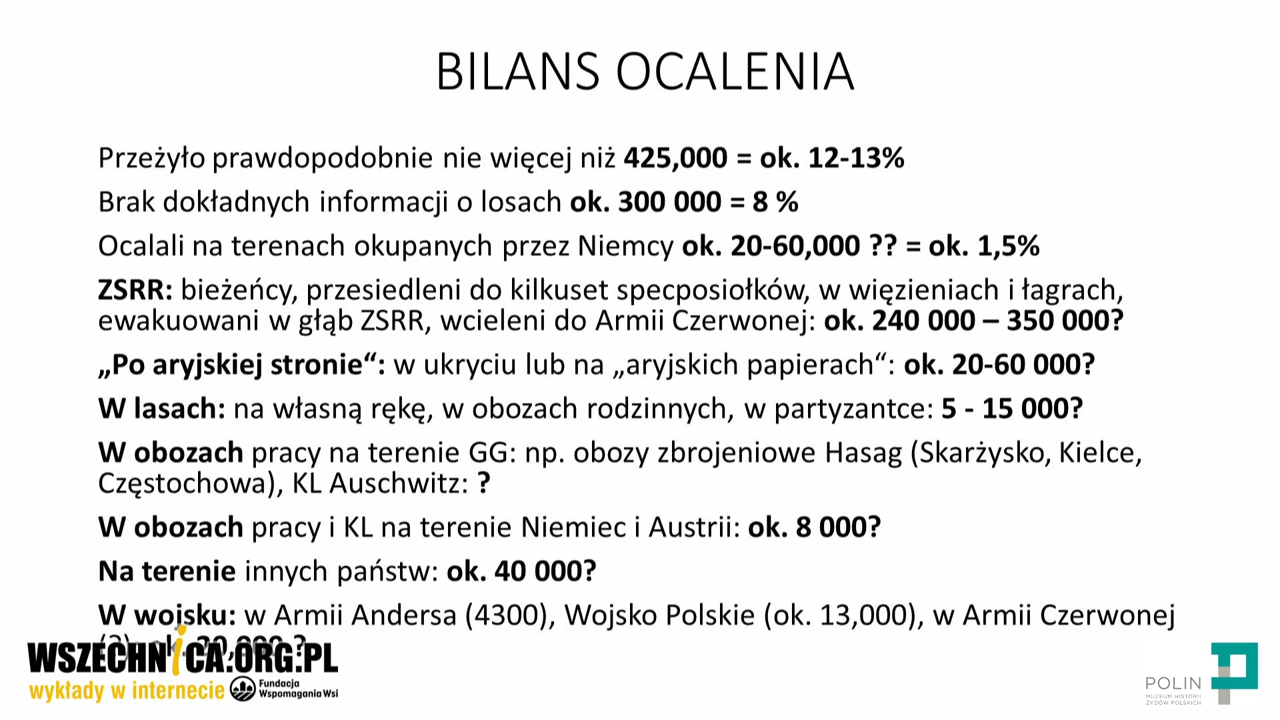 BILANS OCALENIA
Przeżyło prawdopodobnie nie więcej niż 425,000 = ok. 12-13%
Brak dokładnych informacji o losach ok. 300 000 = 8 %
Ocalali na terenach okupanych przez Niemcy ok. 20-60,000 ?? = ok. 1,5%
ZSRR: bieżeńcy, przesiedleni do kilkuset specposiołków, w więzieniach i łagrach,
ewakuowani w głąb ZSRR, wcieleni do Armii Czerwonej: ok. 240 000 – 350 000?
„Po aryjskiej stronie“: w ukryciu lub na „aryjskich papierach“: ok. 20-60 000?
W lasach: na własną rękę, w obozach rodzinnych, w partyzantce: 5 - 15 000?
W obozach pracy na terenie GG: np. obozy zbrojeniowe Hasag (Skarżysko, Kielce,
Częstochowa), KL Auschwitz: ?
W obozach pracy i KL na terenie Niemiec i Austrii: ok. 8 000?
Na terenie innych państw: ok. 40 000?
W wojsku: w Armii Andersa (4300), Wojsko Polskie (ok. 13,000), w Armii Czerwonej
WSZECHNICA.ORG.PL
wykłady w internecie
Fundacja
Wspomagania Wsi
POLIN
MUZEUM HISTORII
ŻYDÓW POLSKICH